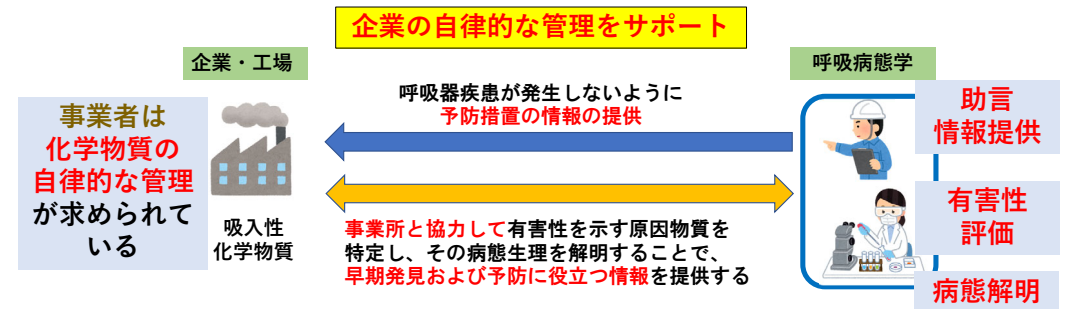 企業の自律的な管理をサポート
企業・工場
呼吸病態学
事業者は
化学物質の
自律的な管理
が求められて
いる
吸入性
化学物質
呼吸器疾患が発生しないように
予防措置の情報の提供
事業所と協力して有害性を示す原因物質を
特定し、その病態生理を解明することで、
早期発見および予防に役立つ情報を提供する
助言
情報提供
有害性
評価
病態解明